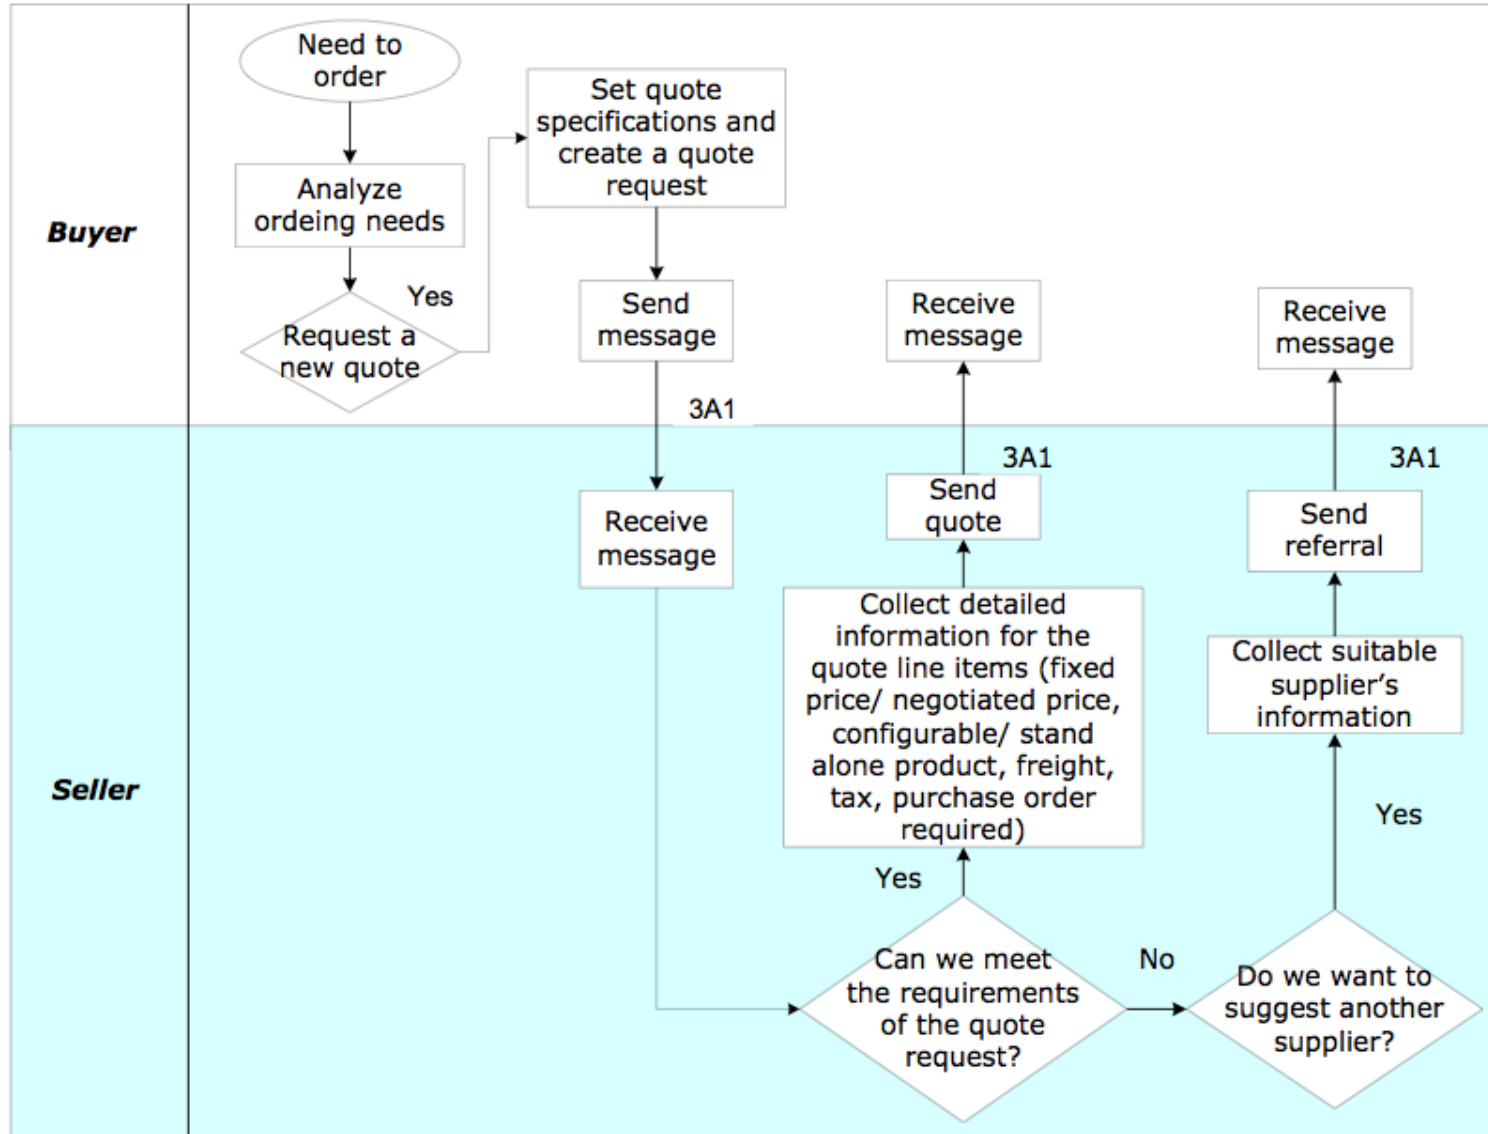 Need to
order
Analyze
ordeing needs
Request a
new quote
Yes
Set quote
specifications and
create a quote
request
Send
message
3A1
Buyer
Receive
message
Receive
message
Seller
Receive
message
3A1
Send
quote
Collect detailed
information for the
quote line items (fixed
price/ negotiated price,
configurable/ stand
alone product, freight,
tax, purchase order
required)
Yes
Can we meet
the requirements
of the quote
request?
No
3A1
Send
referral
Collect suitable
supplier’s
information
Yes
Do we want to
suggest another
supplier?